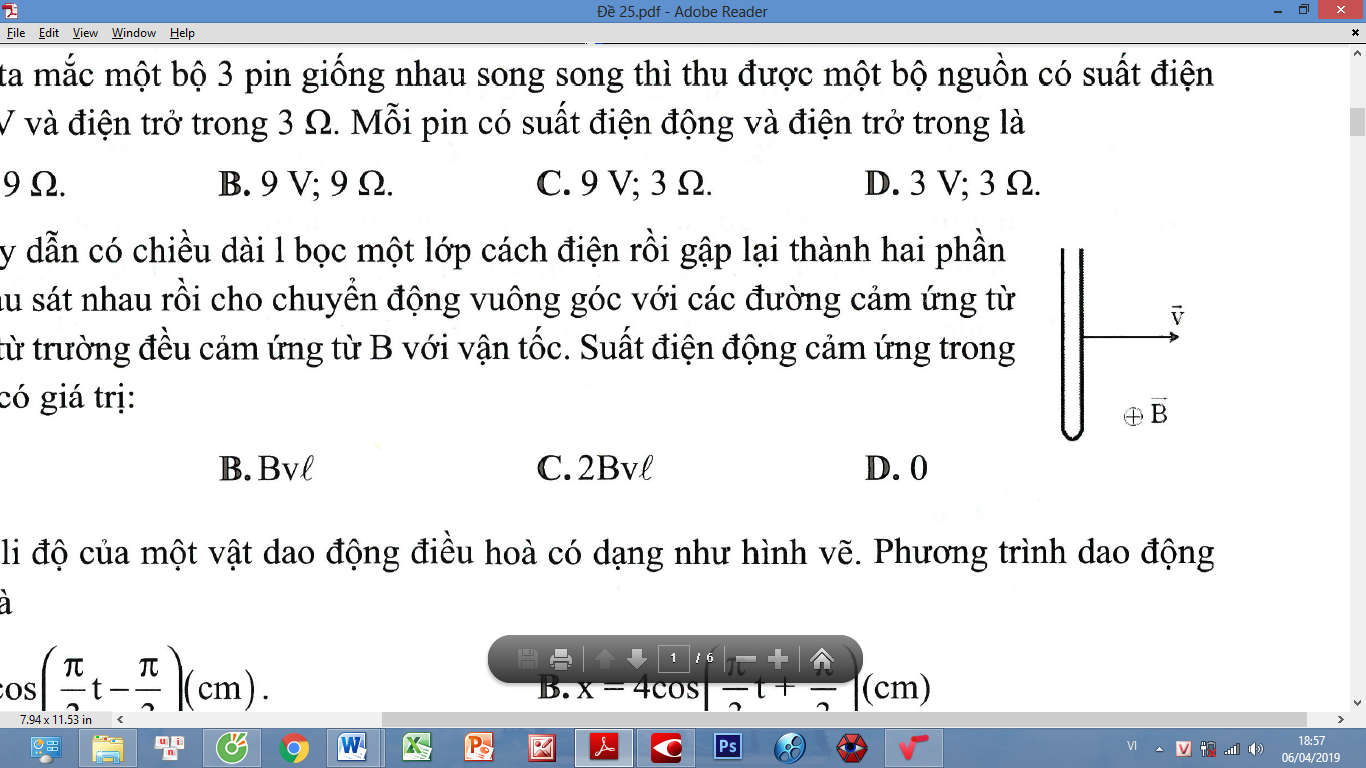 Đề 25.pdf - Adobe Reader
File Edit View Window Help
ta mắc một bộ 3 pin giống nhau song song thì thu được một bộ nguồn có suất điện
V và điện trở trong 3 Ω. Mỗi pin có suất điện động và điện trở trong là
9 Ω. B. 9 V; 9 Ω. C. 9 V; 3 Ω. D. 3 V; 3 Ω.
y dẫn có chiều dài l bọc một lớp cách điện rồi gập lại thành hai phần
au sát nhau rồi cho chuyển động vuông góc với các đường cảm ứng từ
từ trường đều cảm ứng từ B với vận tốc. Suất điện động cảm ứng trong
có giá trị:
v⃗
B⃗
B. Bvℓ C. 2Bvℓ D. 0
li độ của một vật dao động điều hoà có dạng như hình vẽ. Phương trình dao động
à
cos(π/ t − π/ )(cm). B. x = 4cos( t + )(cm)
1 / 6
7.94 x 11.53 in
VI 18:57
06/04/2019